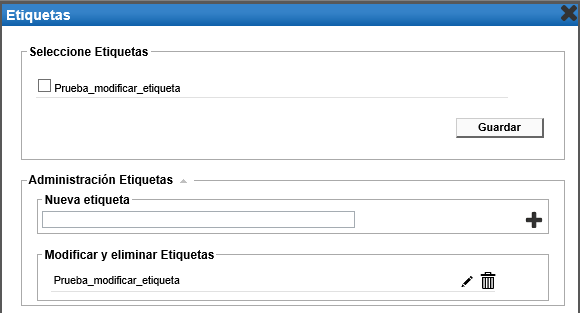 Etiquetas
Seleccione Etiquetas
Prueba_modificar_etiqueta
Guardar
Administración Etiquetas
Nueva etiqueta
Modificar y eliminar Etiquetas
Prueba_modificar_etiqueta